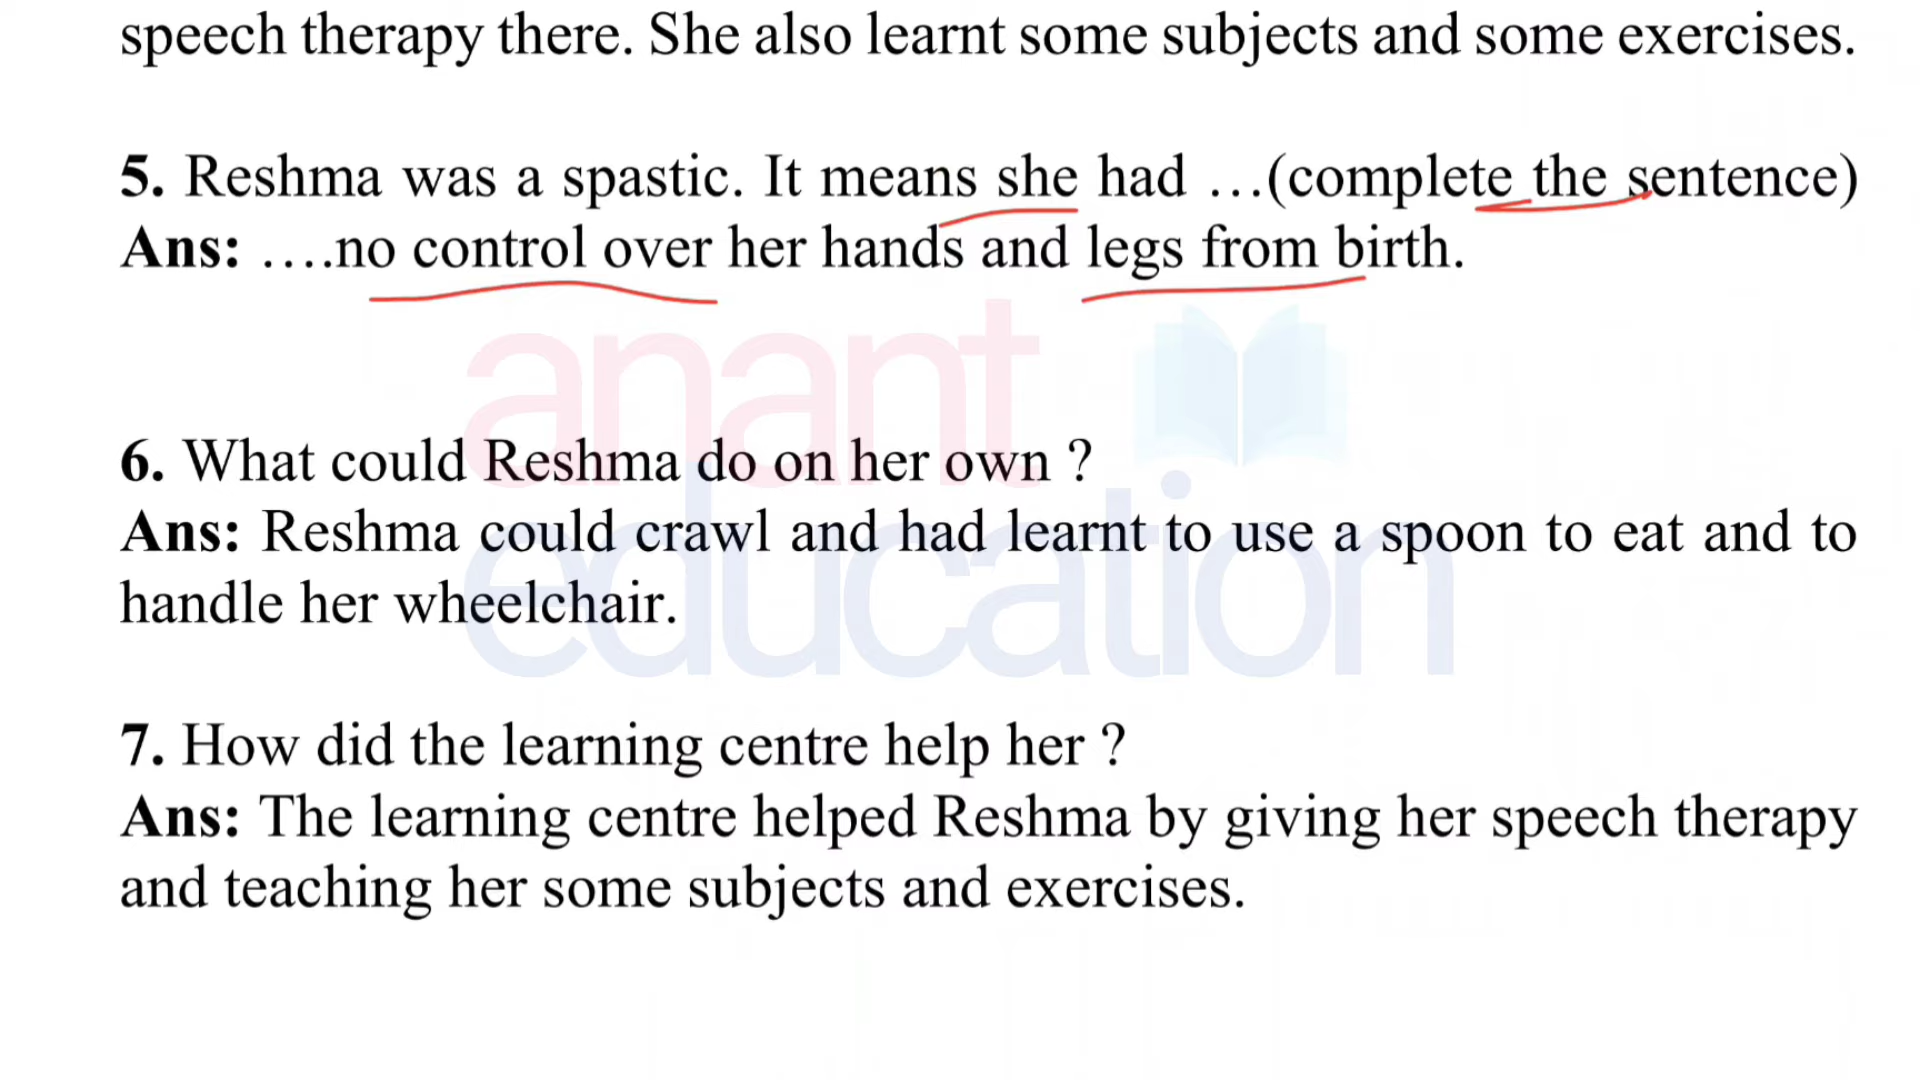 speech therapy there. She also learnt some subjects and some exercises.
5. Reshma was a spastic. It means she had …(complete the sentence)
Ans: ….no control over her hands and legs from birth.
anant
education
6. What could Reshma do on her own ?
Ans: Reshma could crawl and had learnt to use a spoon to eat and to
handle her wheelchair.
7. How did the learning centre help her ?
Ans: The learning centre helped Reshma by giving her speech therapy
and teaching her some subjects and exercises.